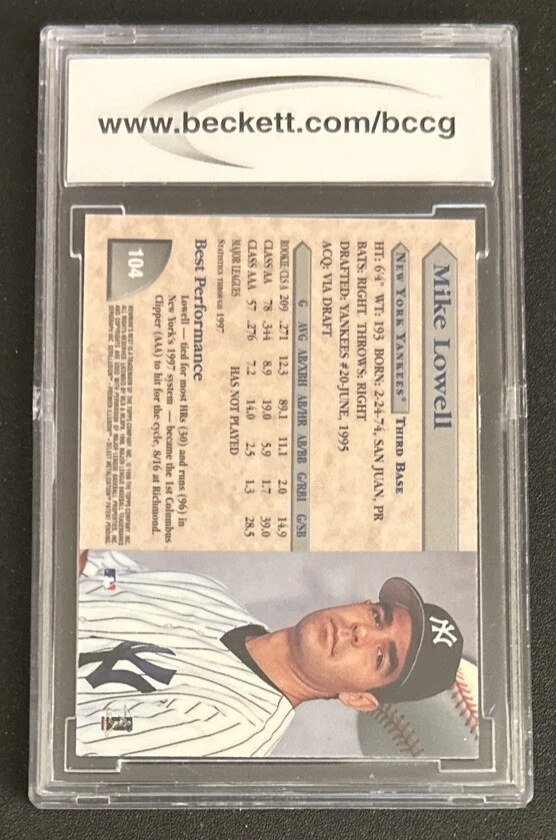 www.beckett.com/bccg
Mike Lowell
NEW YORK YANKEES® THIRD BASE
HT: 6'4" WT: 193 BORN: 2-24-74, SAN JUAN, PR
BATS: RIGHT THROWS: RIGHT
DRAFTED: YANKEES #20-JUNE, 1995
ACQ: VIA DRAFT
G AVG AB/XBH AB/HR AB/BB G/RBI G/SB
ROOKIE/CLS A 209 .271 12.3 89.1 11.1 2.0 14.9
CLASS AA 78 .344 8.9 19.0 5.9 1.7 39.0
CLASS AAA 57 .276 7.2 14.0 2.5 1.3 28.5
MAJOR LEAGUES HAS NOT PLAYED
STATISTICS THROUGH 1997
Best Performance
Lowell — tied for most HRs (30) and runs (96) in
New York's 1997 system — became the 1st Columbus
Clipper (AAA) to hit for the cycle, 8/16 at Richmond.
104
NY
NY